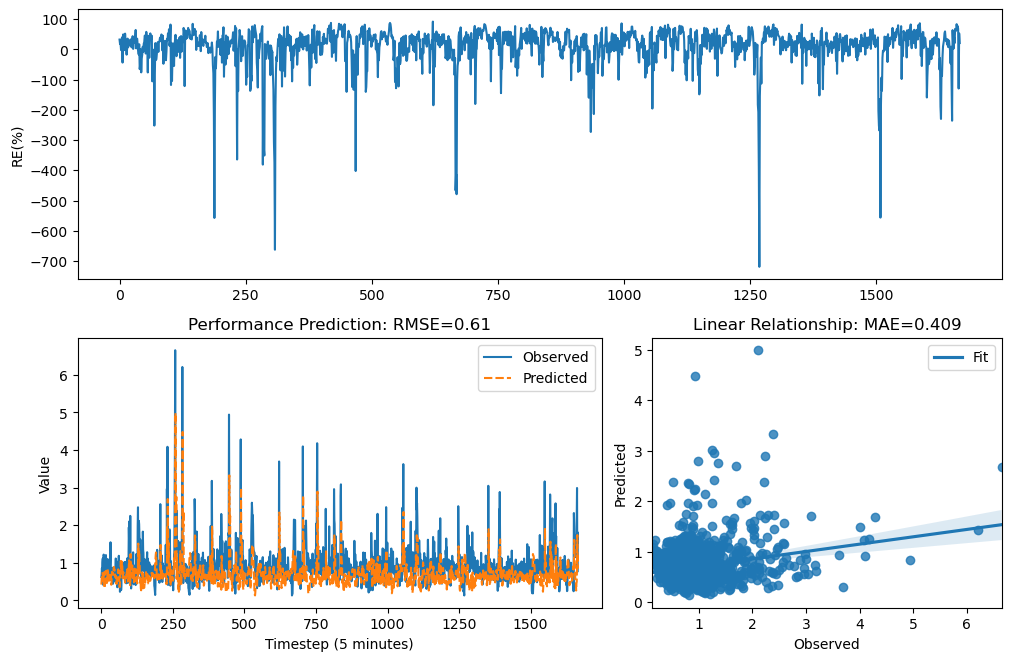 100
0
−100
−200
−300
−400
−500
−600
−700
RE(%)
0 250 500 750 1000 1250 1500
Performance Prediction: RMSE=0.61
Observed
Predicted
6
5
4
3
2
1
0
Value
0 250 500 750 1000 1250 1500
Timestep (5 minutes)
Linear Relationship: MAE=0.409
Fit
5
4
3
2
1
0
Predicted
1 2 3 4 5 6
Observed